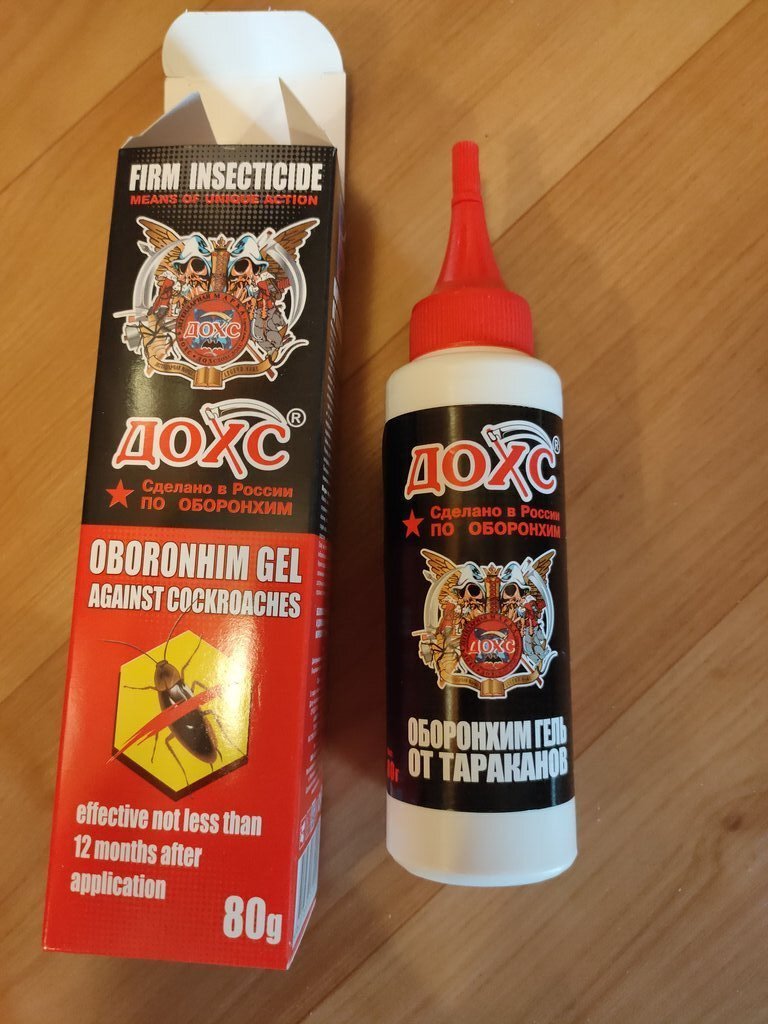 FIRM INSECTICIDE
MEANS OF UNIQUE ACTION
ДОХС
ДОХС®
Сделано в России
ПО ОБОРОНХИМ
OBORONHIM GEL
AGAINST COCKROACHES
effective not less than
12 months after
application
80g
ДОХС®
Сделано в России
ПО ОБОРОНХИМ
ДОХС
ОБОРОНХИМ ГЕЛЬ
ОТ ТАРАКАНОВ